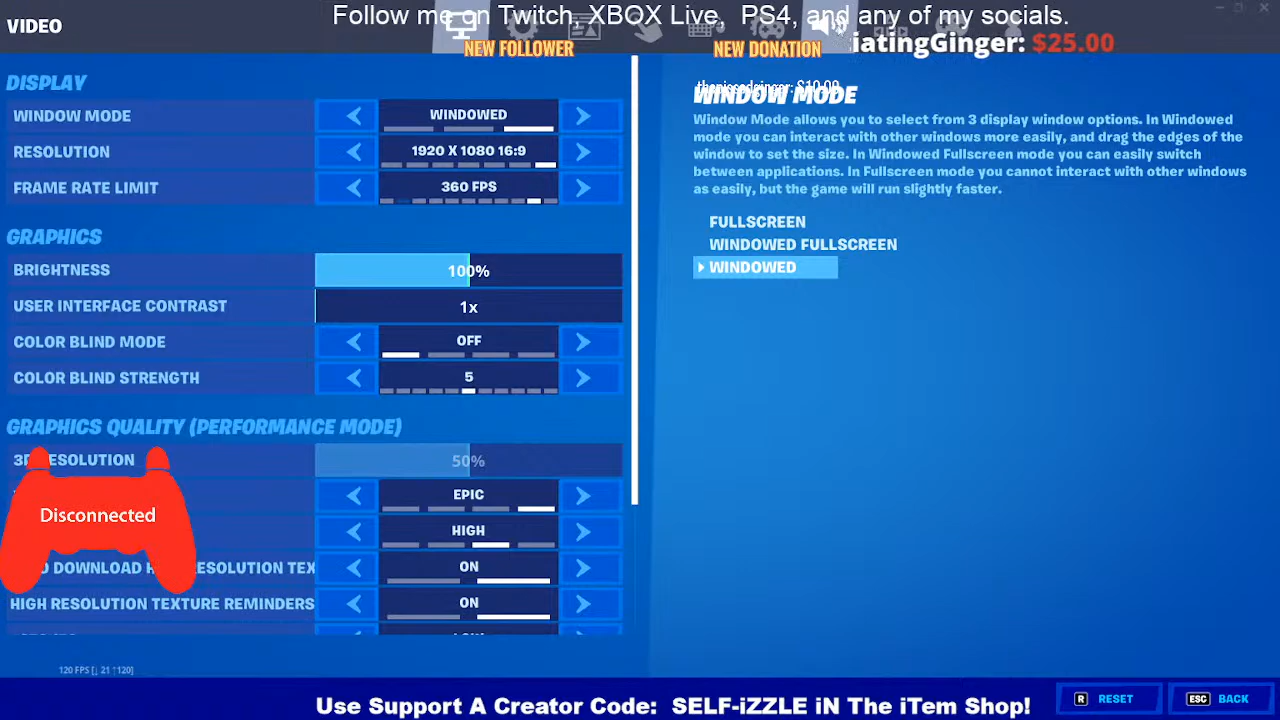 Follow me on Twitch, XBOX Live, PS4, and any of my socials.
VIDEO
NEW FOLLOWER
NEW DONATION
iatingGinger: $25.00
DISPLAY
WINDOW MODE
WINDOWED
RESOLUTION
1920 X 1080 16:9
FRAME RATE LIMIT
360 FPS
GRAPHICS
BRIGHTNESS
100%
USER INTERFACE CONTRAST
1x
COLOR BLIND MODE
OFF
COLOR BLIND STRENGTH
5
GRAPHICS QUALITY (PERFORMANCE MODE)
3D RESOLUTION
50%
EPIC
HIGH
DOWNLOAD RESOLUTION TEX
ON
HIGH RESOLUTION TEXTURE REMINDERS
ON
Disconnected
$10.00
WINDOW MODE
Window Mode allows you to select from 3 display window options. In Windowed
mode you can interact with other windows more easily, and drag the edges of the
window to set the size. In Windowed Fullscreen mode you can easily switch
between applications. In Fullscreen mode you cannot interact with other windows
as easily, but the game will run slightly faster.
FULLSCREEN
WINDOWED FULLSCREEN
WINDOWED
120 FPS [↓ 21 ↑120]
Use Support A Creator Code: SELF-iZZLE iN The iTem Shop!
R RESET
ESC BACK